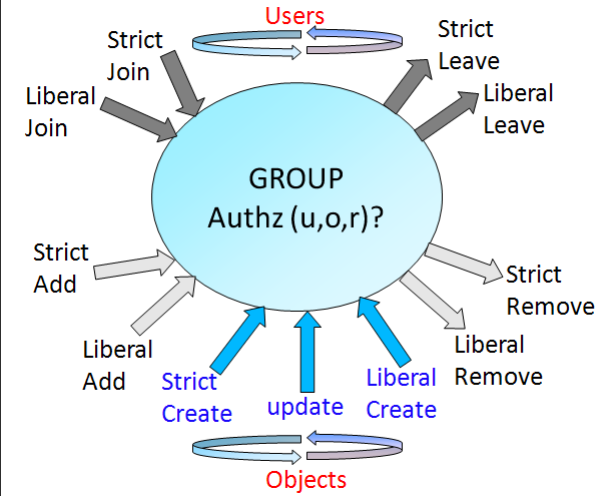 Users
Strict
Join
Strict
Leave
Liberal
Join
Liberal
Leave
GROUP
Authz (u,o,r)?
Strict
Add
Strict
Remove
Liberal
Add
Liberal
Remove
Strict
Create
update
Liberal
Create
Objects